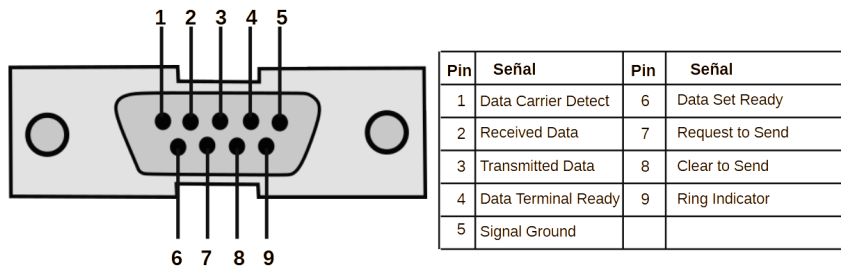 1 2 3 4 5
6 7 8 9
Pin Señal Pin Señal
1 Data Carrier Detect 6 Data Set Ready
2 Received Data 7 Request to Send
3 Transmitted Data 8 Clear to Send
4 Data Terminal Ready 9 Ring Indicator
5 Signal Ground